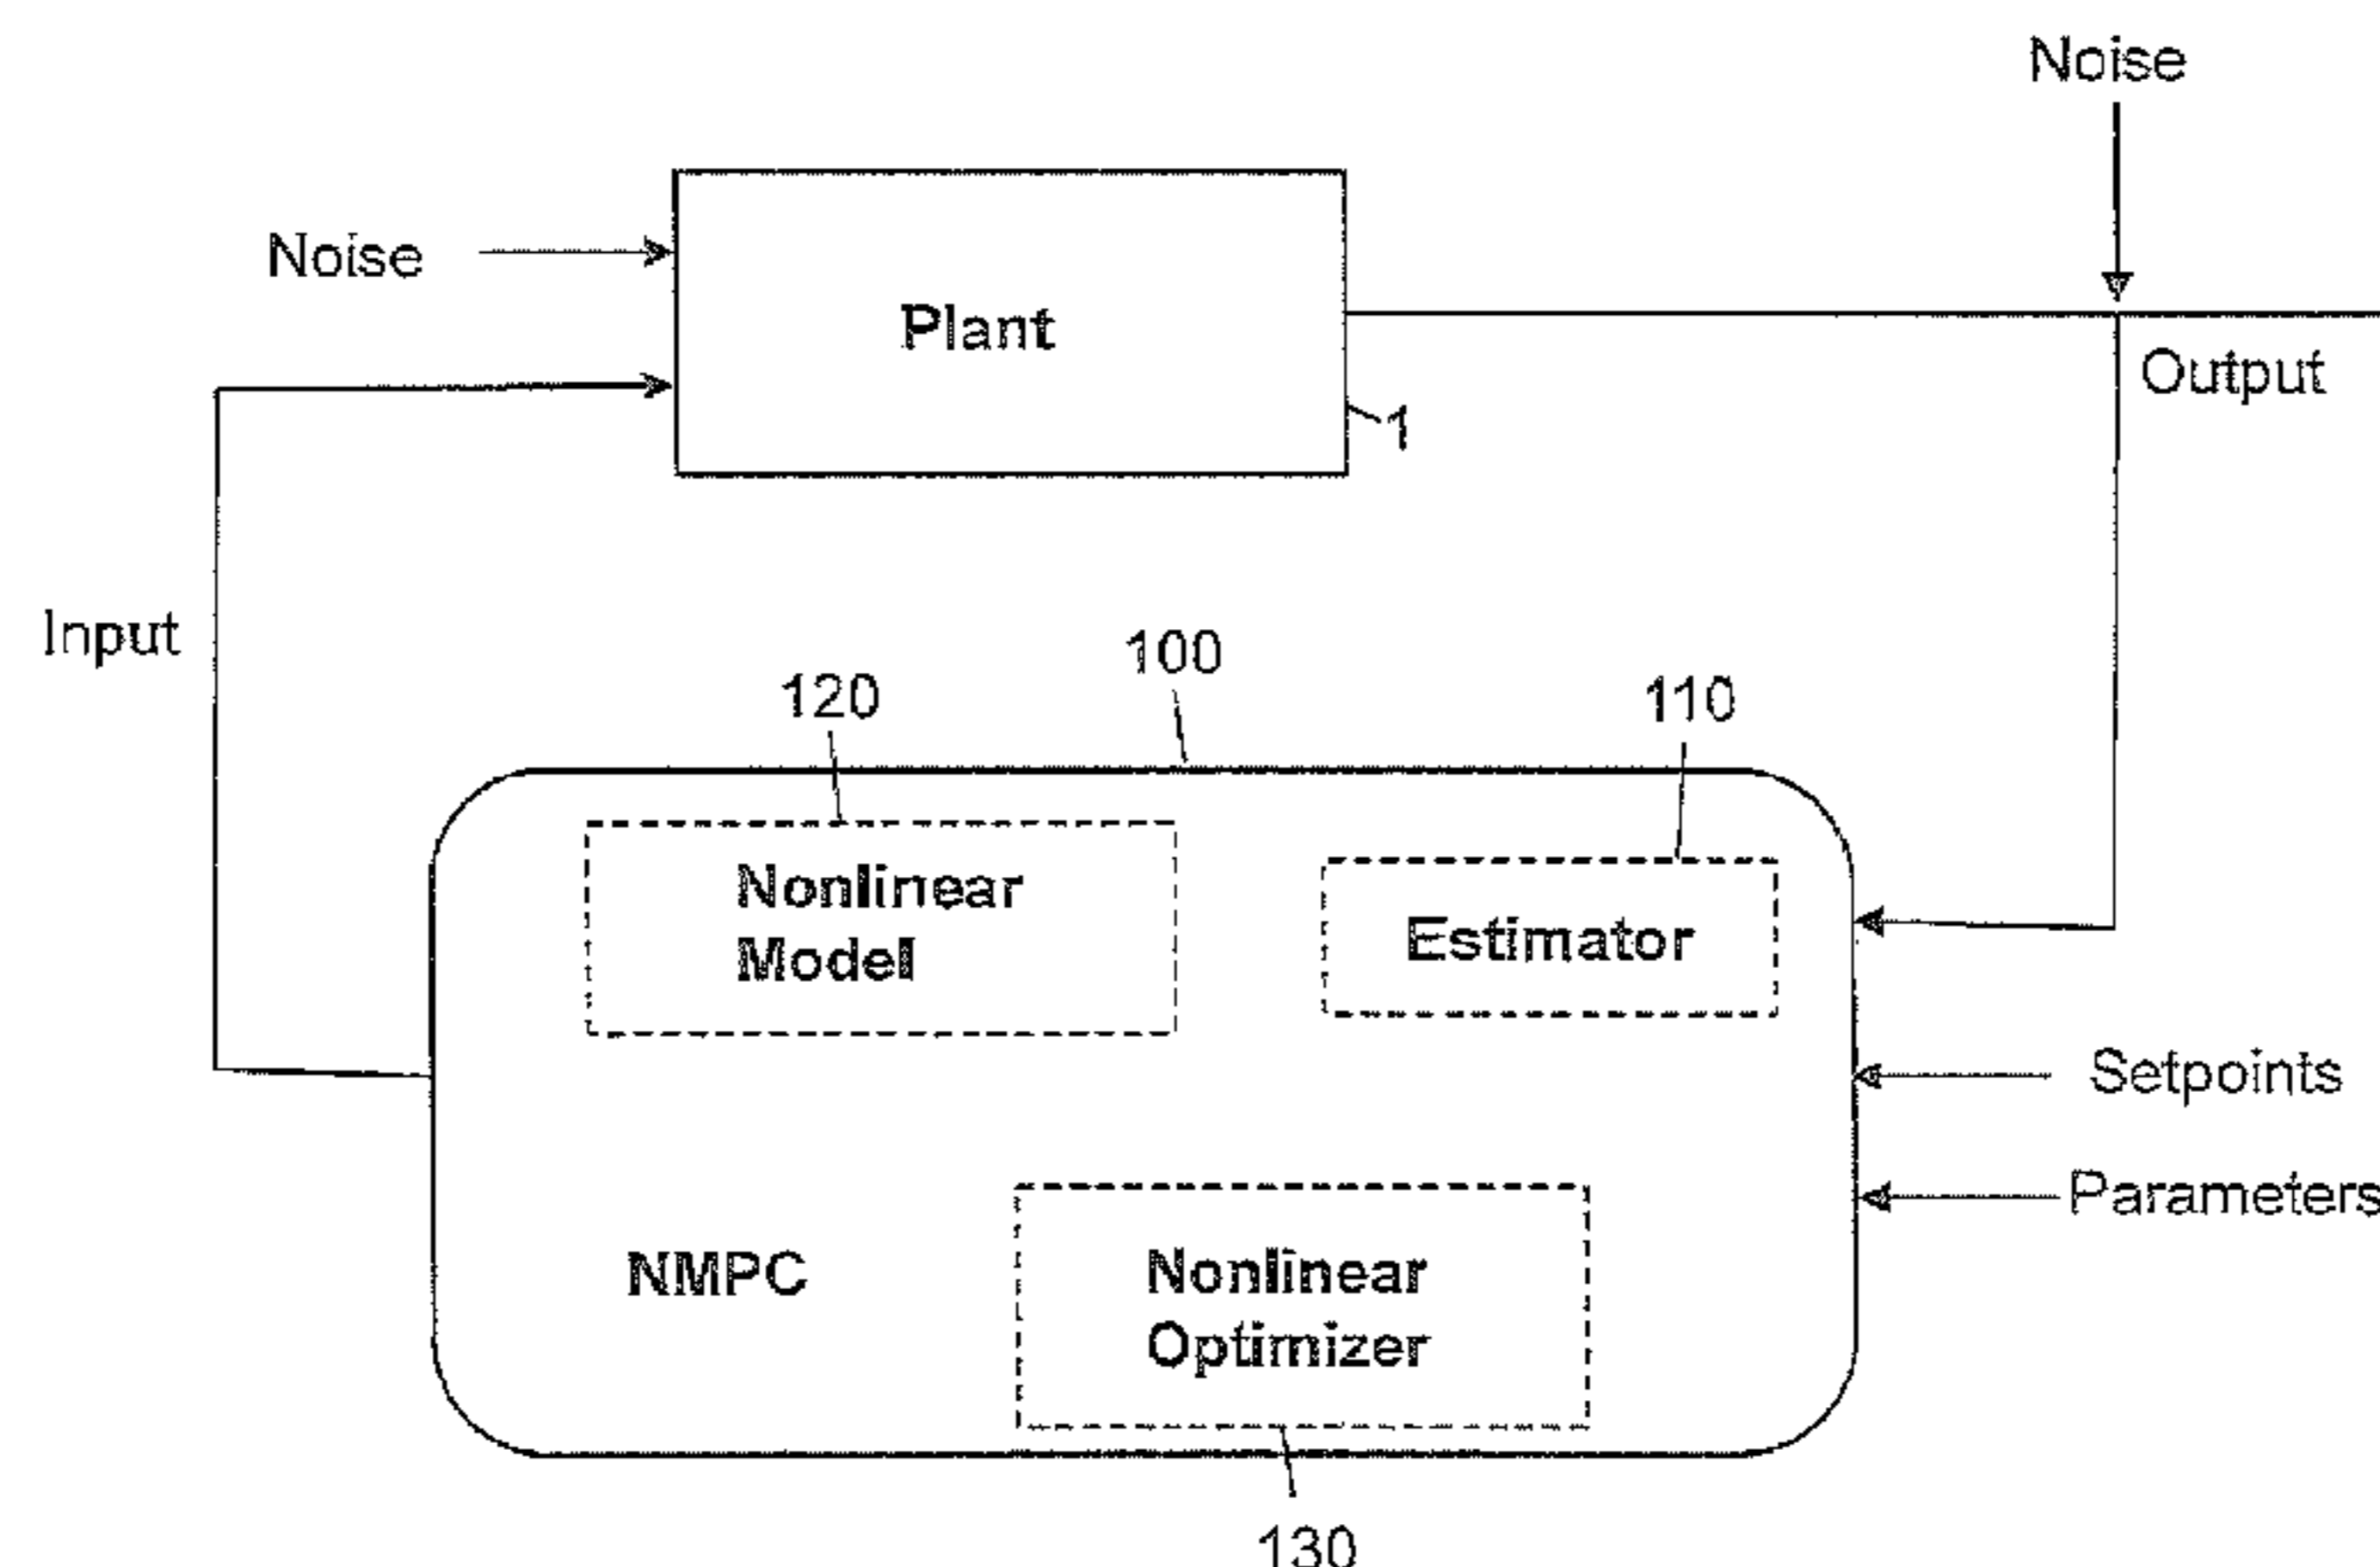 Noise
Noise
Plant
Output
1
Input
100
120
110
Nonlinear
Model
Estimator
Setpoints
Parameters
NMPC
Nonlinear
Optimizer
130